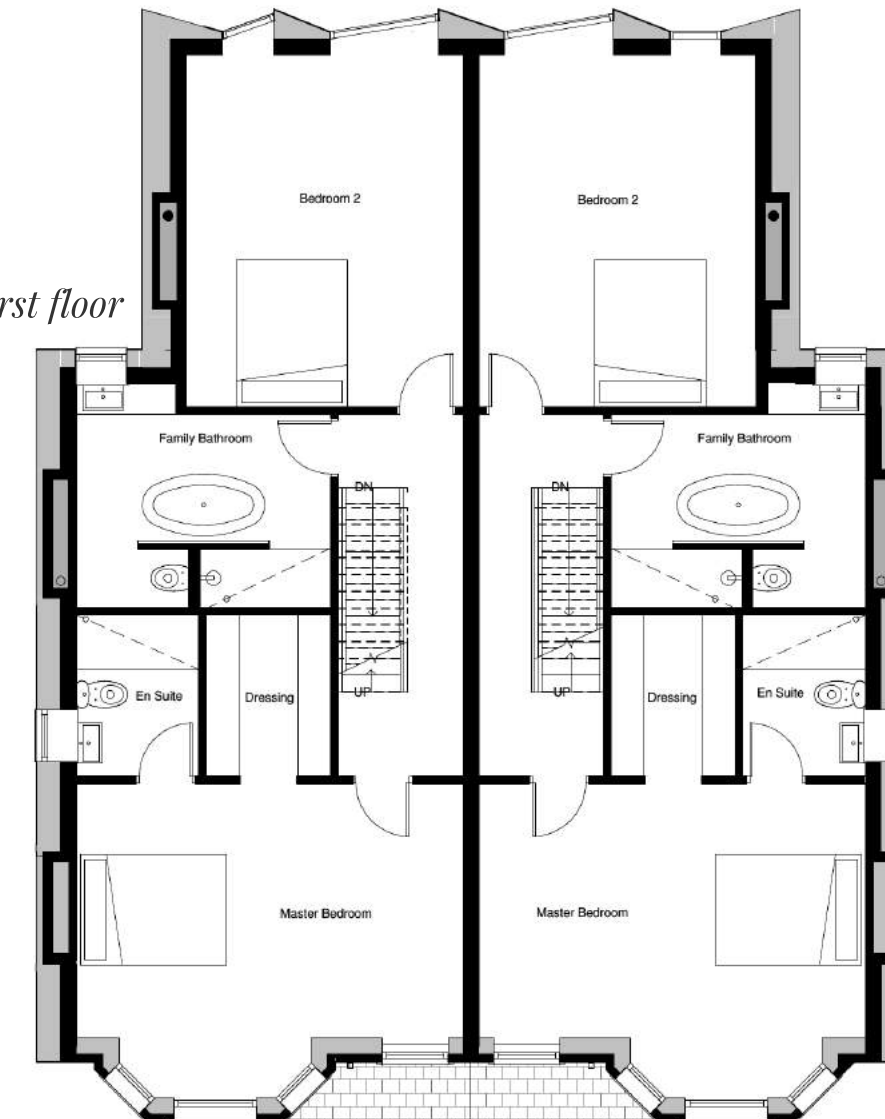 Bedroom 2
Bedroom 2
rst floor
Family Bathroom
Family Bathroom
DN
DN
En Suite
Dressing
UP
UP
Dressing
En Suite
Master Bedroom
Master Bedroom